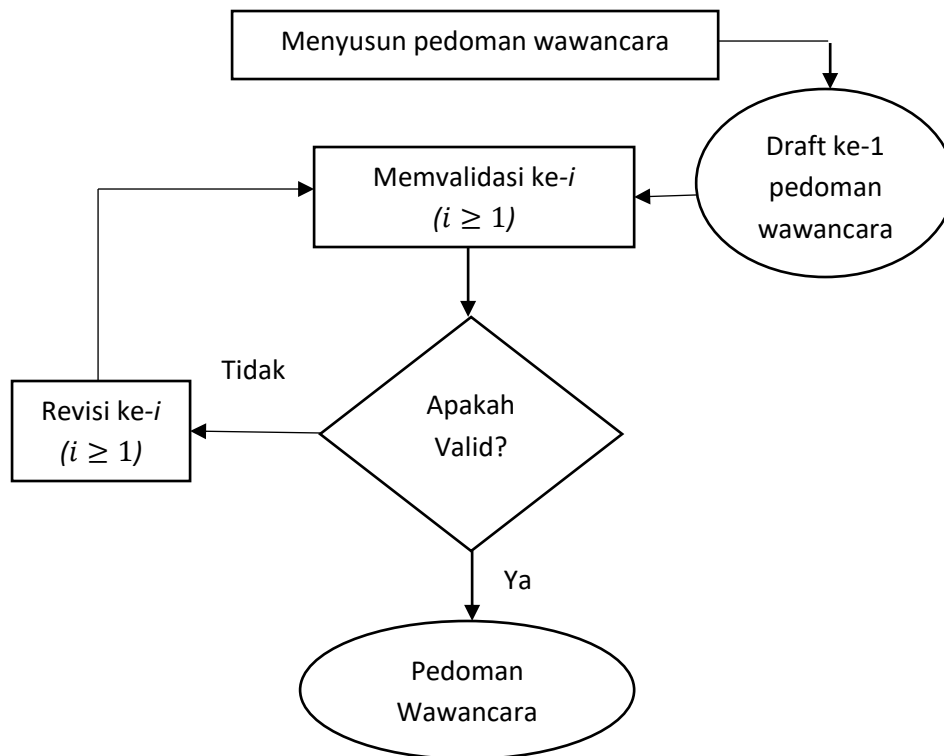 Menyusun pedoman wawancara
Draft ke-1
pedoman
wawancara
Memvalidasi ke-i
(i ≥ 1)
Tidak
Revisi ke-i
(i ≥ 1)
Apakah
Valid?
Ya
Pedoman
Wawancara